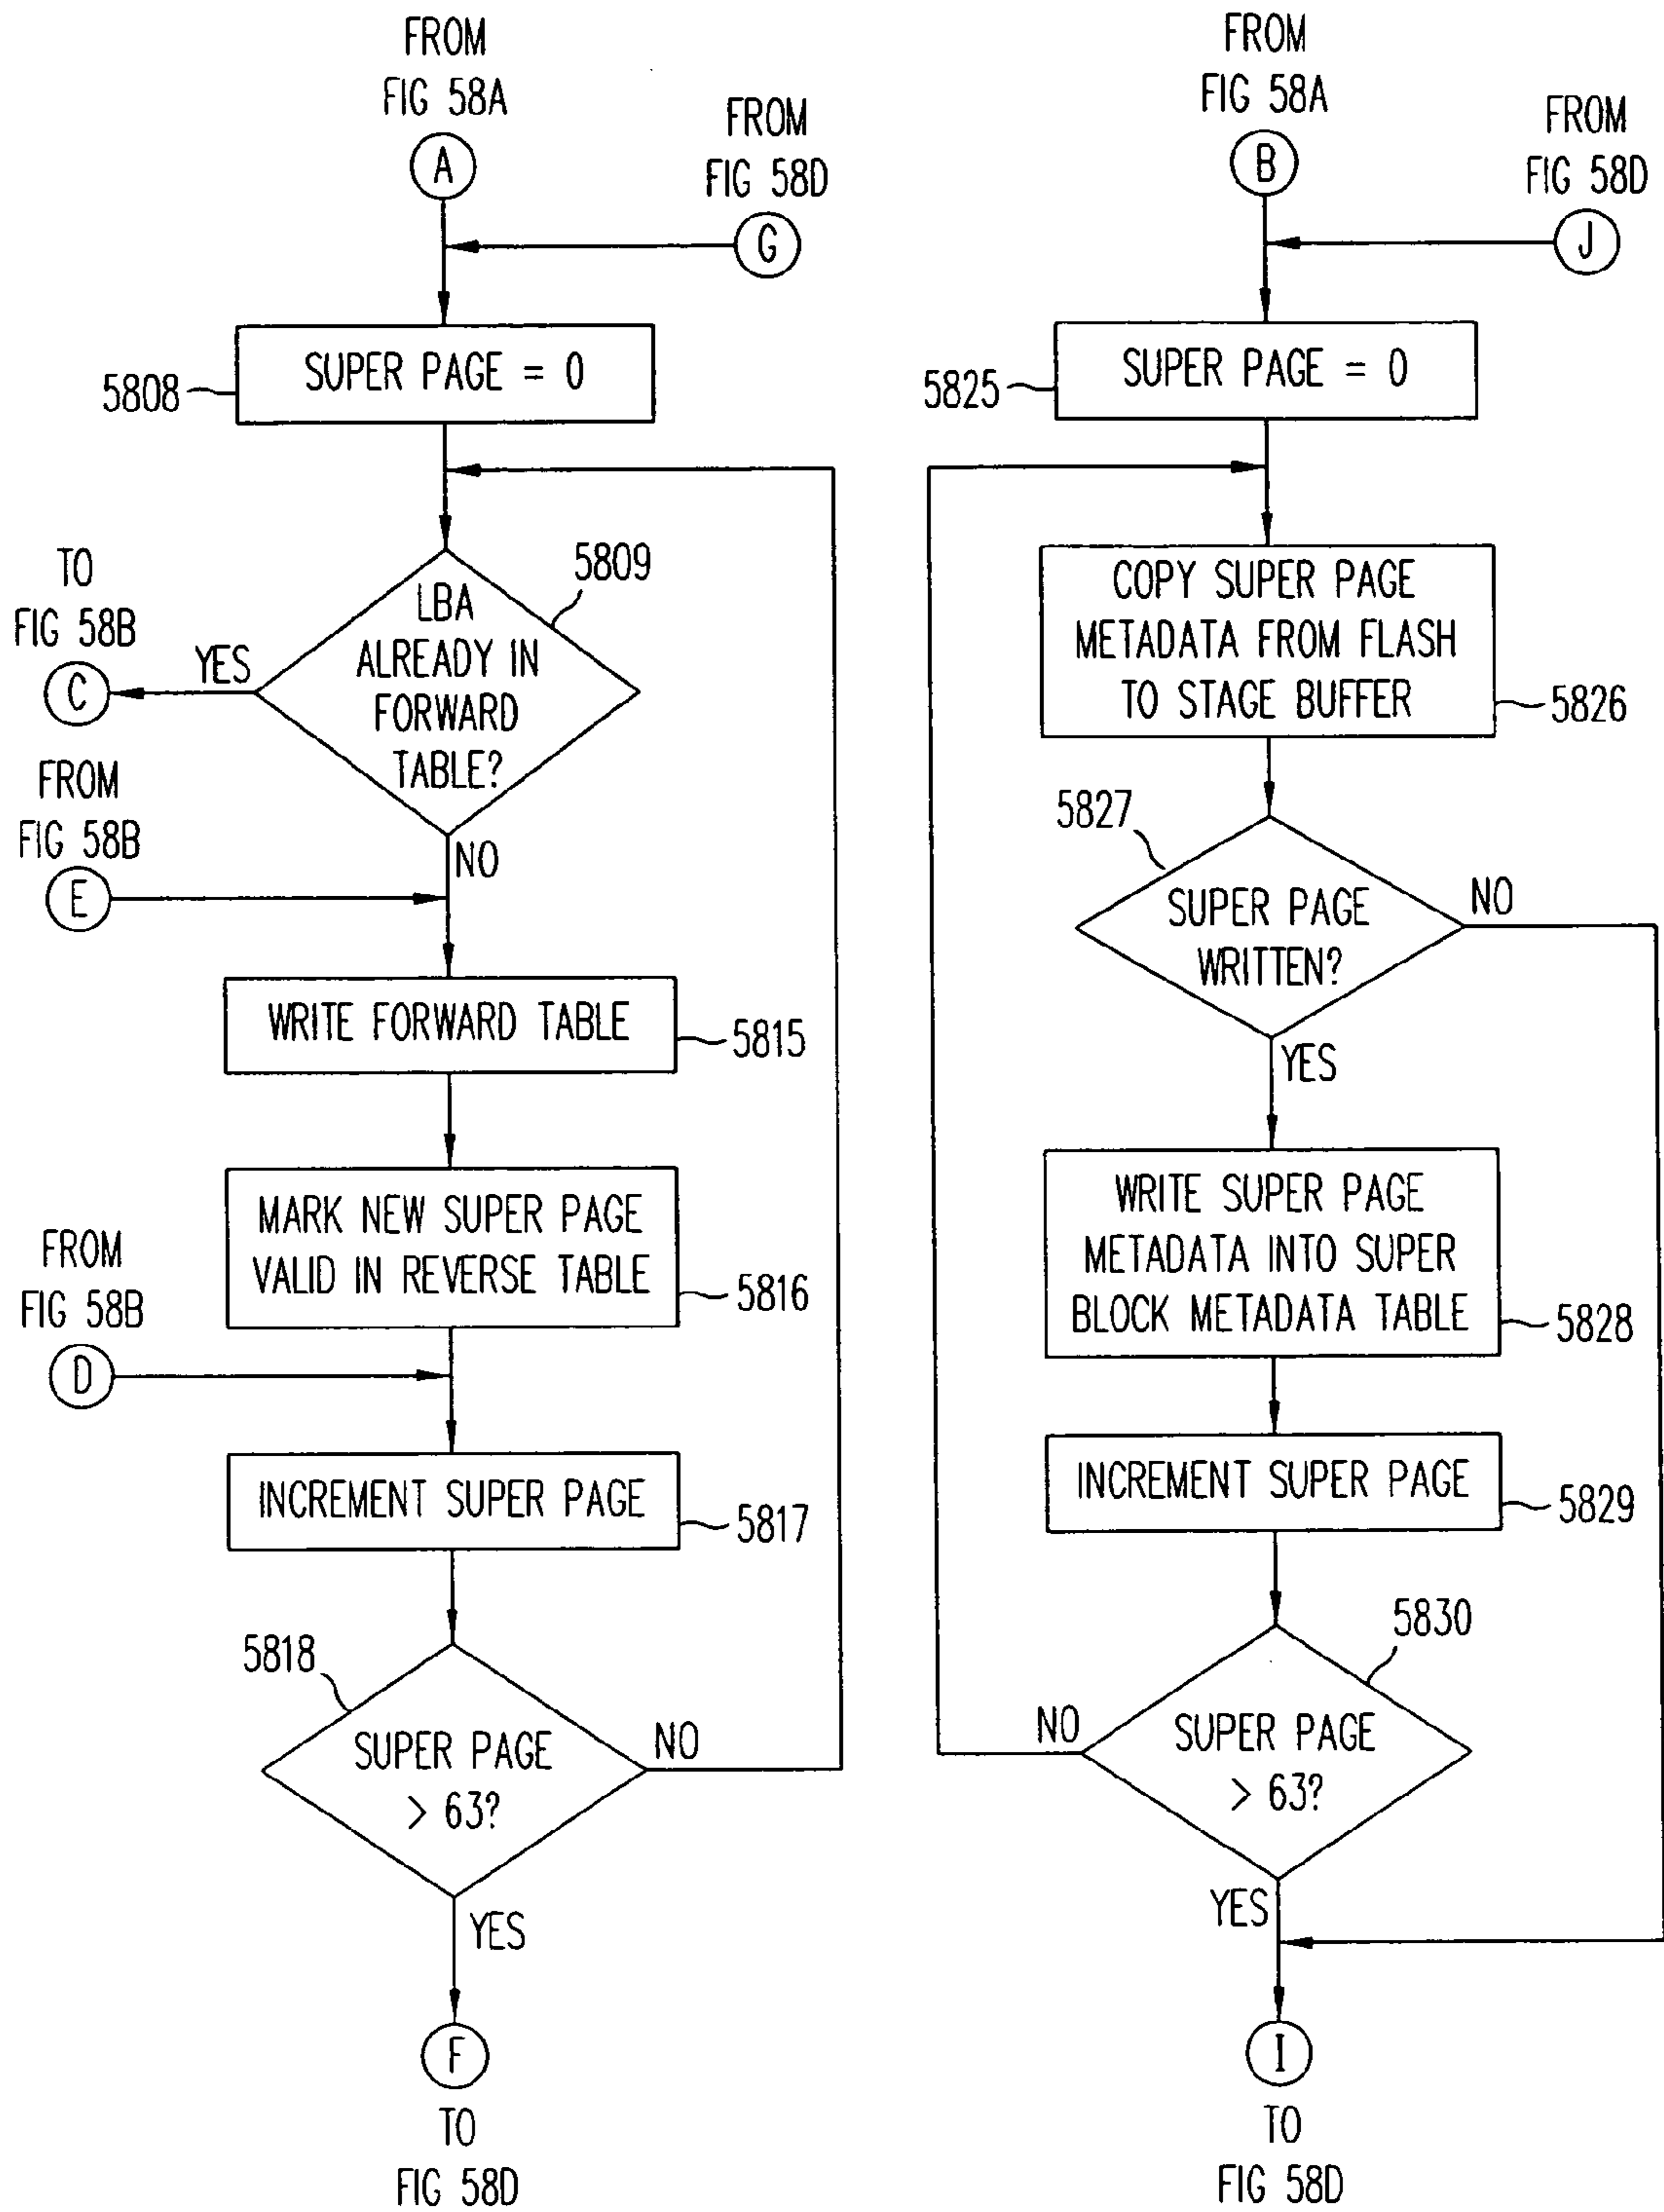 FROM
FIG 58A
A
FROM
FIG 58D
G
SUPER PAGE = 0
5808
5809
LBA
ALREADY IN
FORWARD
TABLE?
YES
TO
FIG 58B
C
NO
FROM
FIG 58B
E
WRITE FORWARD TABLE
5815
MARK NEW SUPER PAGE
VALID IN REVERSE TABLE
5816
FROM
FIG 58B
D
INCREMENT SUPER PAGE
5817
5818
SUPER PAGE
> 63?
NO
YES
F
TO
FIG 58D
FROM
FIG 58A
B
FROM
FIG 58D
J
SUPER PAGE = 0
5825
COPY SUPER PAGE
METADATA FROM FLASH
TO STAGE BUFFER
5826
5827
SUPER PAGE
WRITTEN?
NO
YES
WRITE SUPER PAGE
METADATA INTO SUPER
BLOCK METADATA TABLE
5828
INCREMENT SUPER PAGE
5829
5830
SUPER PAGE
> 63?
NO
YES
I
TO
FIG 58D